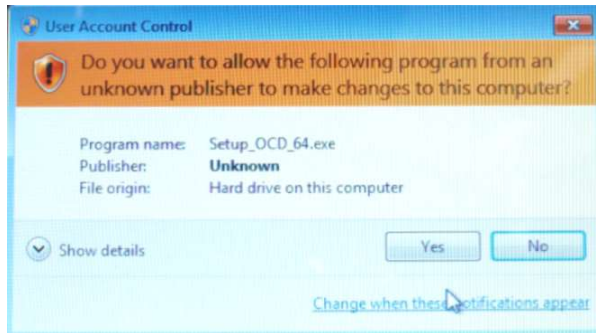 User Account Control
Do you want to allow the following program from an
unknown publisher to make changes to this computer?
Program name: Setup_OCD_64.exe
Publisher: Unknown
File origin: Hard drive on this computer
Show details
Yes No
Change when these notifications appear